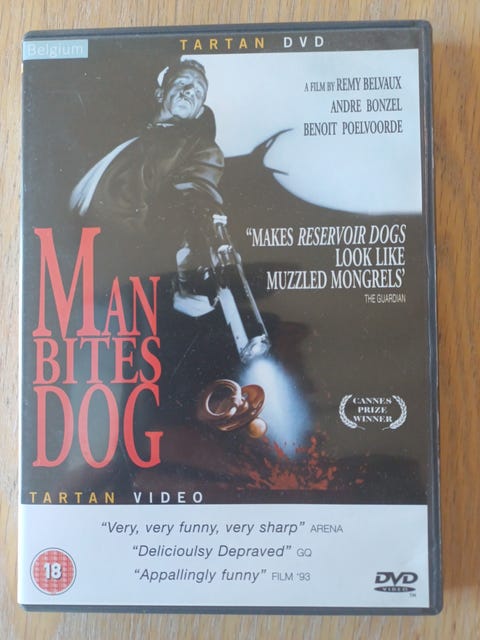 Belgium
TARTAN DVD
A FILM BY REMY BELVAUX
ANDRE BONZEL
BENOIT POELVOORDE
"MAKES RESERVOIR DOGS
LOOK LIKE
MUZZLED MONGRELS'
THE GUARDIAN
MAN
BITES
DOG
CANNES
PRIZE
WINNER
TARTAN VIDEO
"Very, very funny, very sharp" ARENA
"Delicioulsy Depraved" GQ
"Appallingly funny" FILM '93
18
DVD
VIDEO
TM